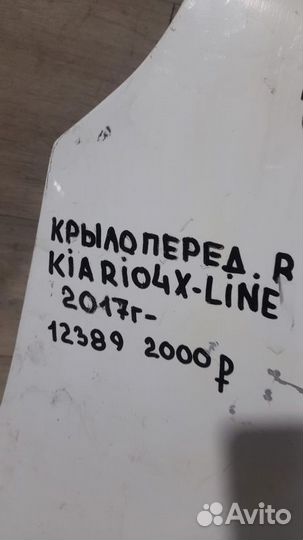 КРЫЛО ПЕРЕД. R
KiA RiO 4 X-LiNE
2017г-
12389 2000 ₽
Avito